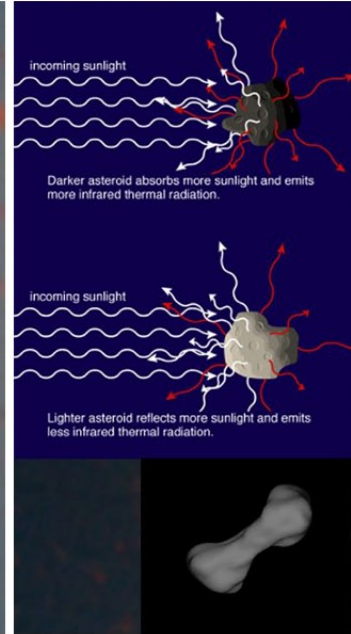 incoming sunlight
Darker asteroid absorbs more sunlight and emits
more infrared thermal radiation.
incoming sunlight
Lighter asteroid reflects more sunlight and emits
less infrared thermal radiation.